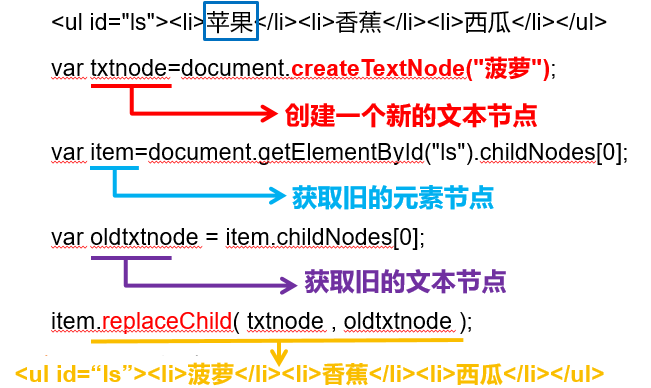 <ul id="ls"><li>苹果</li><li>香蕉</li><li>西瓜</li></ul>
var txtnode=document.createTextNode("菠萝");
创建一个新的文本节点
var item=document.getElementById("ls").childNodes[0];
获取旧的元素节点
var oldtxtnode = item.childNodes[0];
获取旧的文本节点
item.replaceChild( txtnode , oldtxtnode );
<ul id=“ls”><li>菠萝</li><li>香蕉</li><li>西瓜</li></ul>